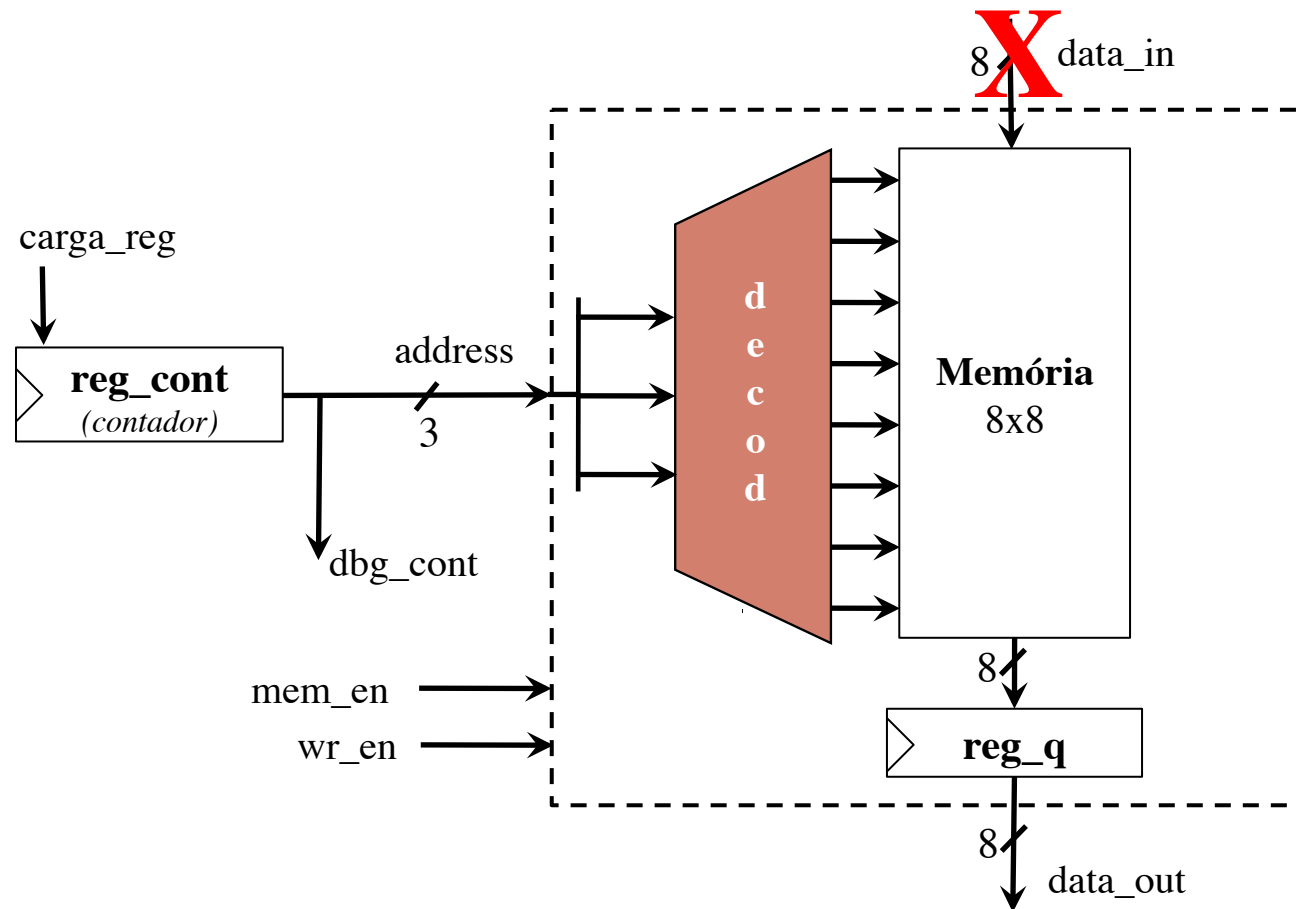 X
8
data_in
carga_reg
reg_cont
(contador)
address
3
dbg_cont
d
e
c
o
d
Memória
8x8
mem_en
wr_en
8
reg_q
8
data_out